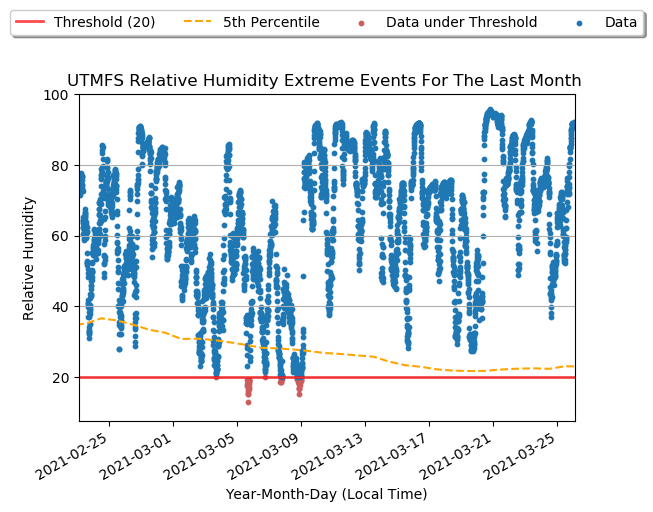 Threshold (20) 5th Percentile Data under Threshold Data
UTMFS Relative Humidity Extreme Events For The Last Month
100
80
60
40
20
Relative Humidity
2021-02-25 2021-03-01 2021-03-05 2021-03-09 2021-03-13 2021-03-17 2021-03-21 2021-03-25
Year-Month-Day (Local Time)